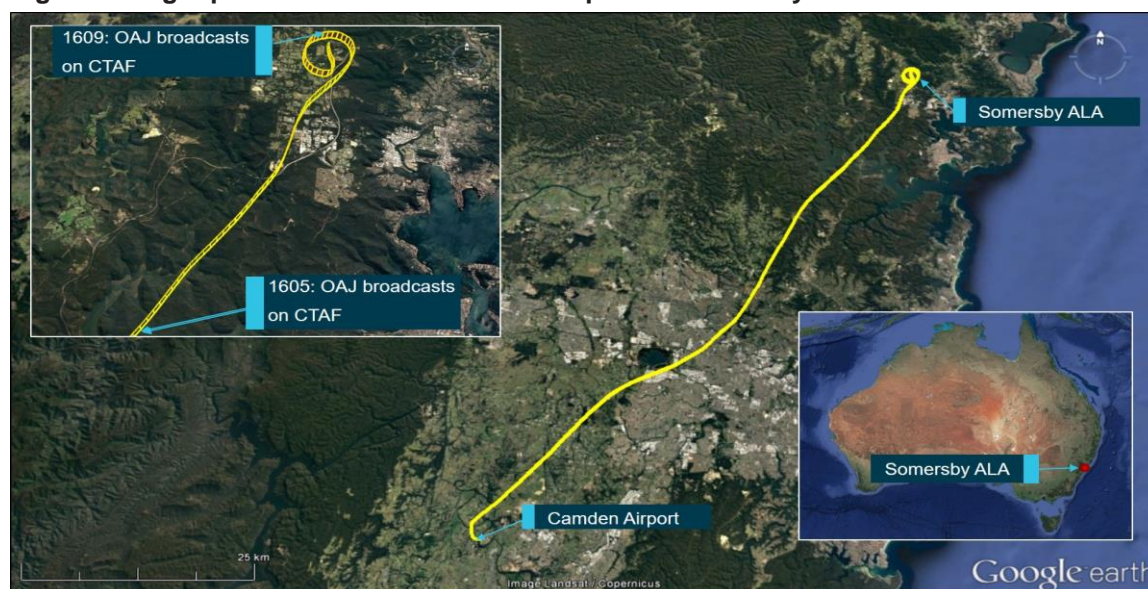 1609: OAJ broadcasts
on CTAF
1605: OAJ broadcasts
on CTAF
N
Somersby ALA
Somersby ALA
Camden Airport
25 km
Image Landsat / Copernicus
Google earth